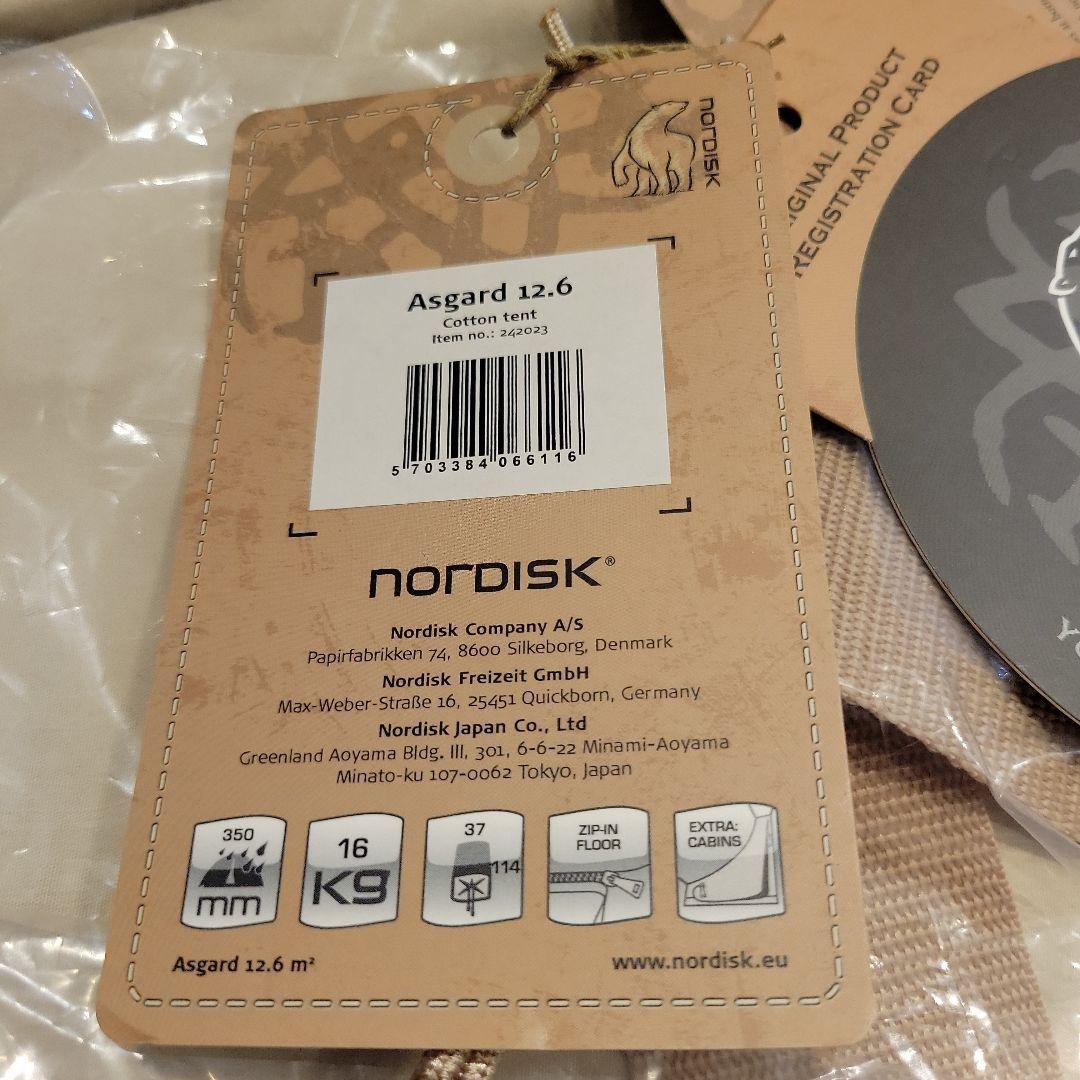 nordisk
ORIGINAL PRODUCT
REGISTRATION CARD
Asgard 12.6
Cotton tent
Item no.: 242023
5 703384 066116
nordisk®
Nordisk Company A/S
Papirfabrikken 74, 8600 Silkeborg, Denmark
Nordisk Freizeit GmbH
Max-Weber-Straße 16, 25451 Quickborn, Germany
Nordisk Japan Co., Ltd
Greenland Aoyama Bldg. III, 301, 6-6-22 Minami-Aoyama
Minato-ku 107-0062 Tokyo, Japan
350
mm
16
KG
37
114
ZIP-IN
FLOOR
EXTRA:
CABINS
Asgard 12.6 m²
www.nordisk.eu